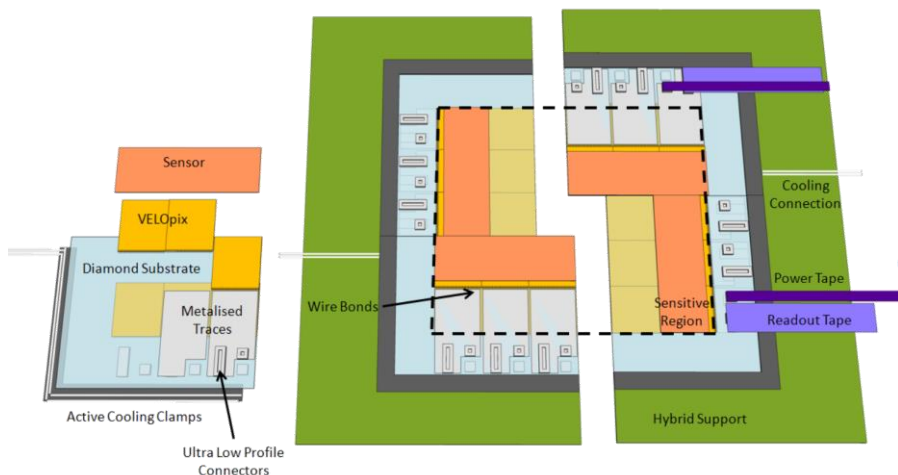 Sensor
VELOpix
Diamond Substrate
Metalised
Traces
Active Cooling Clamps
Ultra Low Profile
Connectors
Wire Bonds
Cooling
Connection
Power Tape
Sensitive
Region
Readout Tape
Hybrid Support